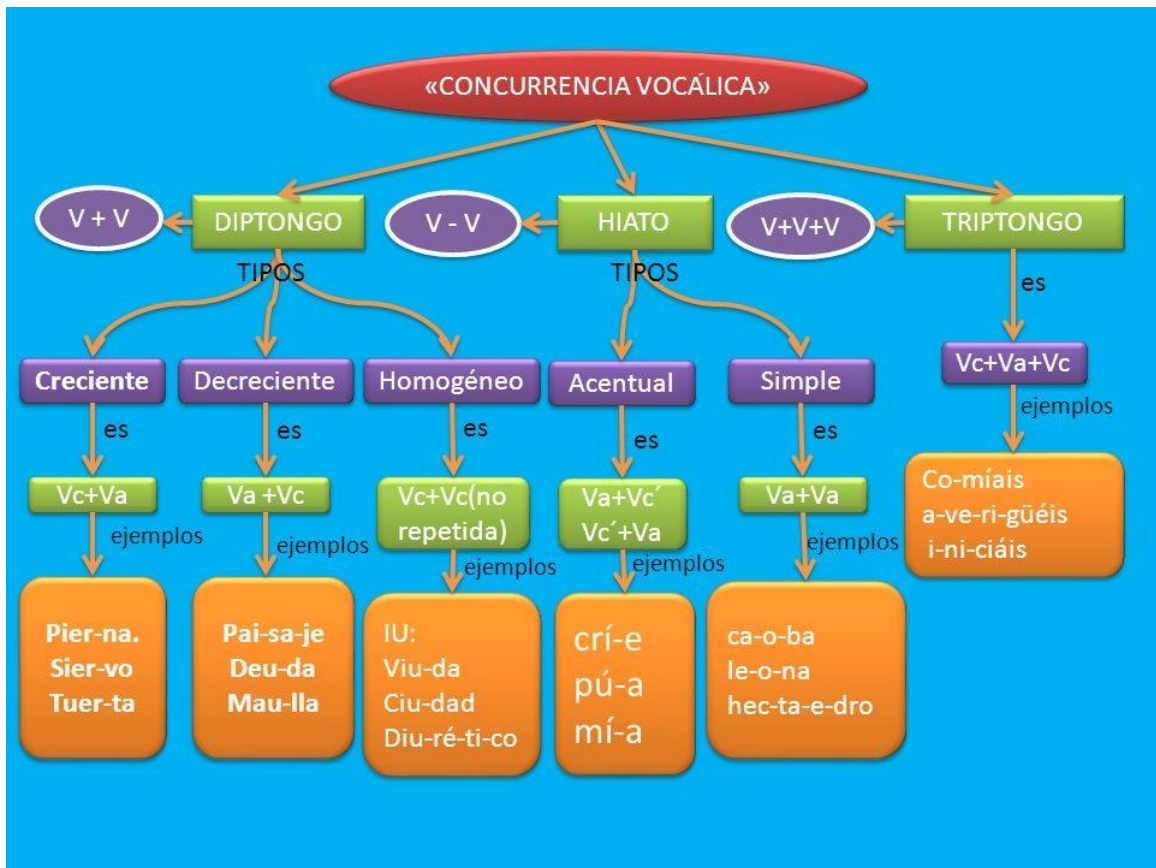 «CONCURRENCIA VOCÁLICA»
V + V
DIPTONGO
V - V
HIATO
V+V+V
TRIPTONGO
TIPOS
TIPOS
es
Creciente
Decreciente
Homogéneo
Acentual
Simple
Vc+Va+Vc
es
es
es
es
es
ejemplos
Vc+Va
Va +Vc
Vc+Vc(no
repetida)
Va+Vc´
Vc´+Va
Va+Va
Co-míais
a-ve-ri-güéis
i-ni-ciáis
ejemplos
ejemplos
ejemplos
ejemplos
ejemplos
Pier-na.
Sier-vo
Tuer-ta
Pai-sa-je
Deu-da
Mau-lla
IU:
Viu-da
Ciu-dad
Diu-ré-ti-co
crí-e
pú-a
mí-a
ca-o-ba
le-o-na
hec-ta-e-dro